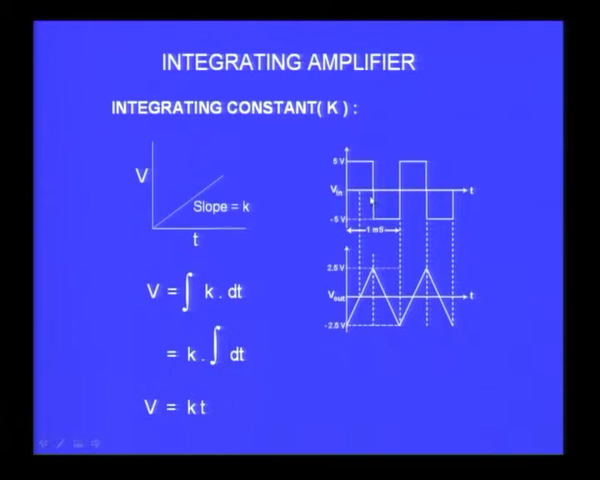 INTEGRATING AMPLIFIER
INTEGRATING CONSTANT( K ) :
V
Slope = k
t
V = ∫ k . dt
= k . ∫ dt
V = k t
5 V
Vin
t
- 5 V
1 mS
2.5 V
Vout
t
- 2.5 V